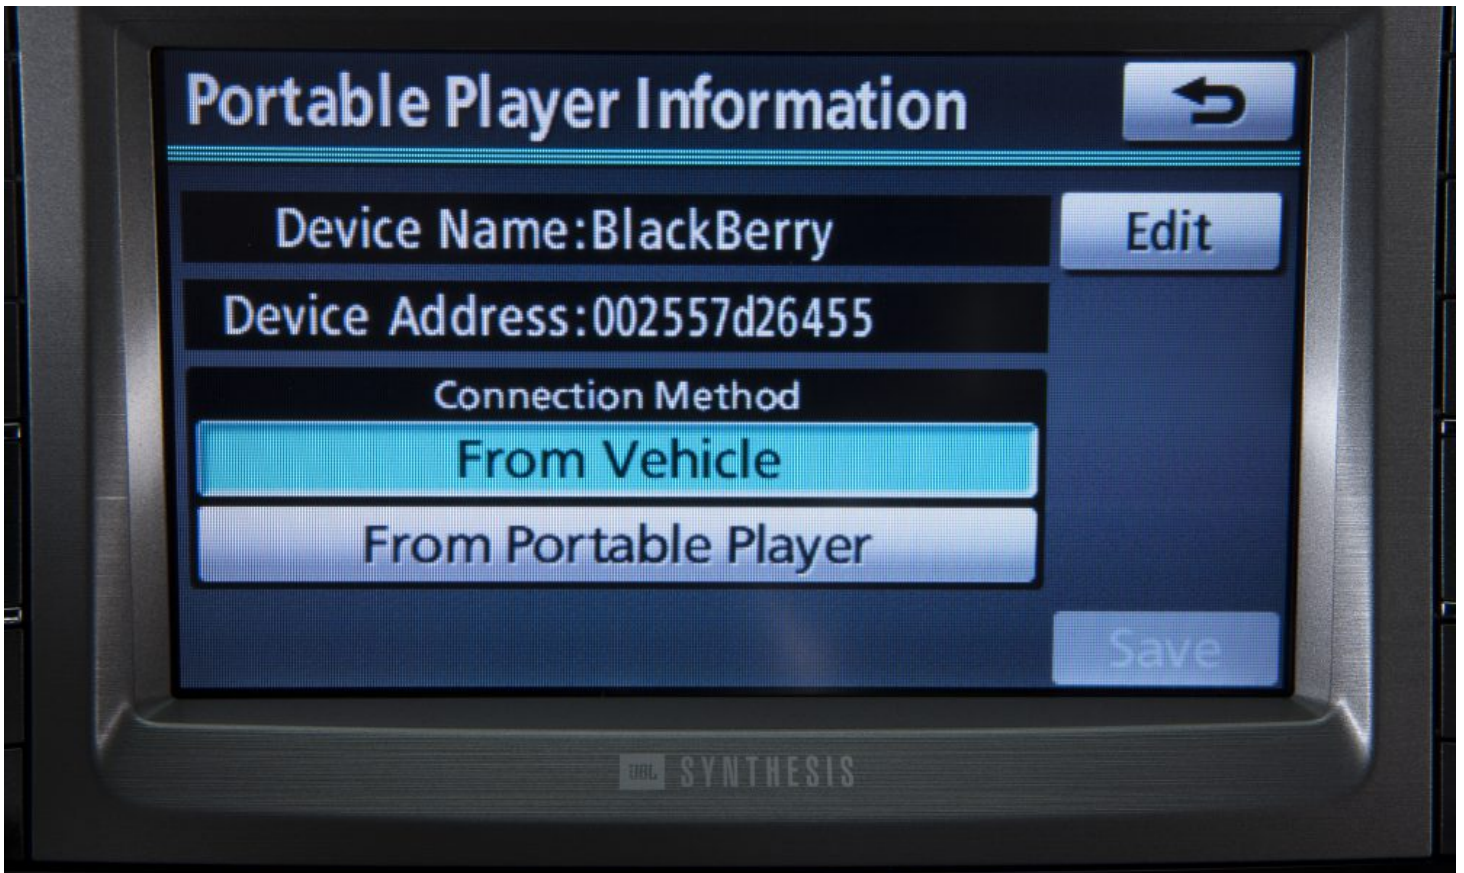 Portable Player Information
Device Name:BlackBerry
Edit
Device Address:002557d26455
Connection Method
From Vehicle
From Portable Player
Save
JBL SYNTHESIS